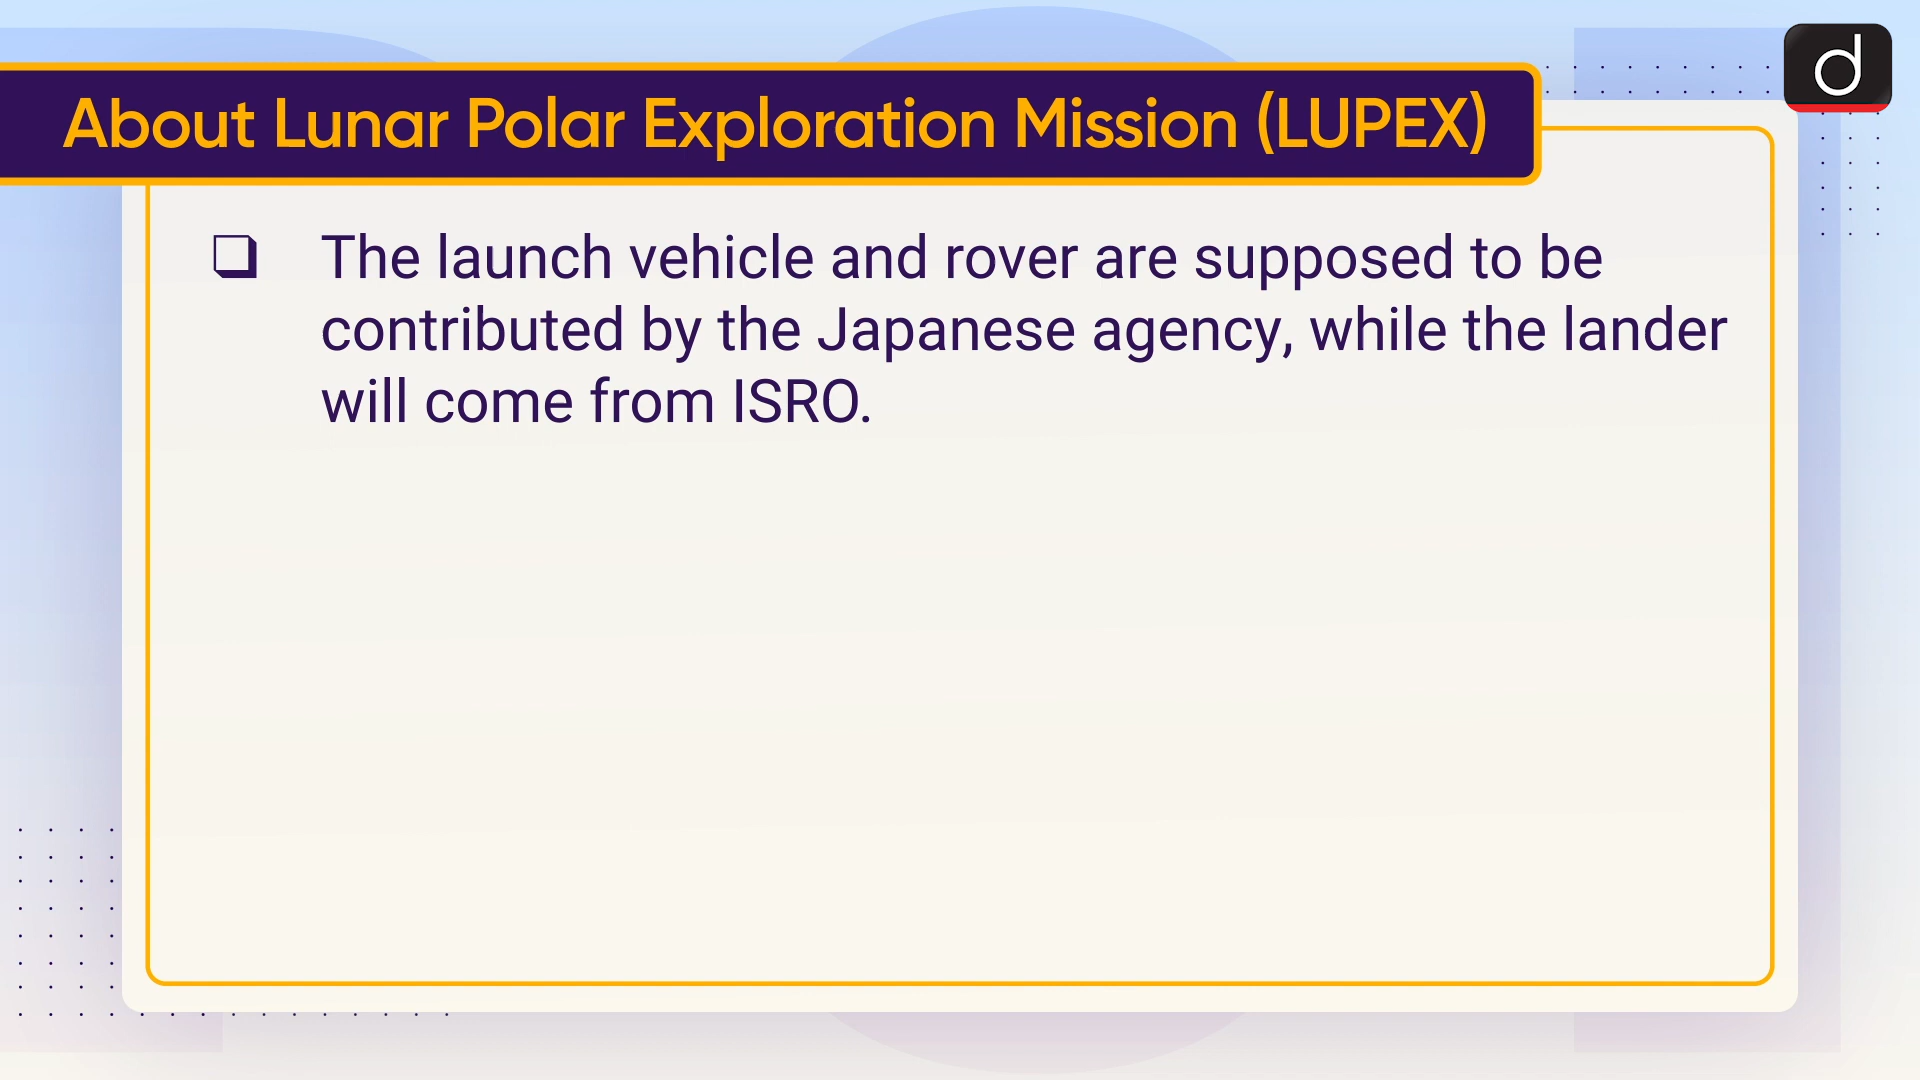 About Lunar Polar Exploration Mission (LUPEX)
d
❑ The launch vehicle and rover are supposed to be
contributed by the Japanese agency, while the lander
will come from ISRO.